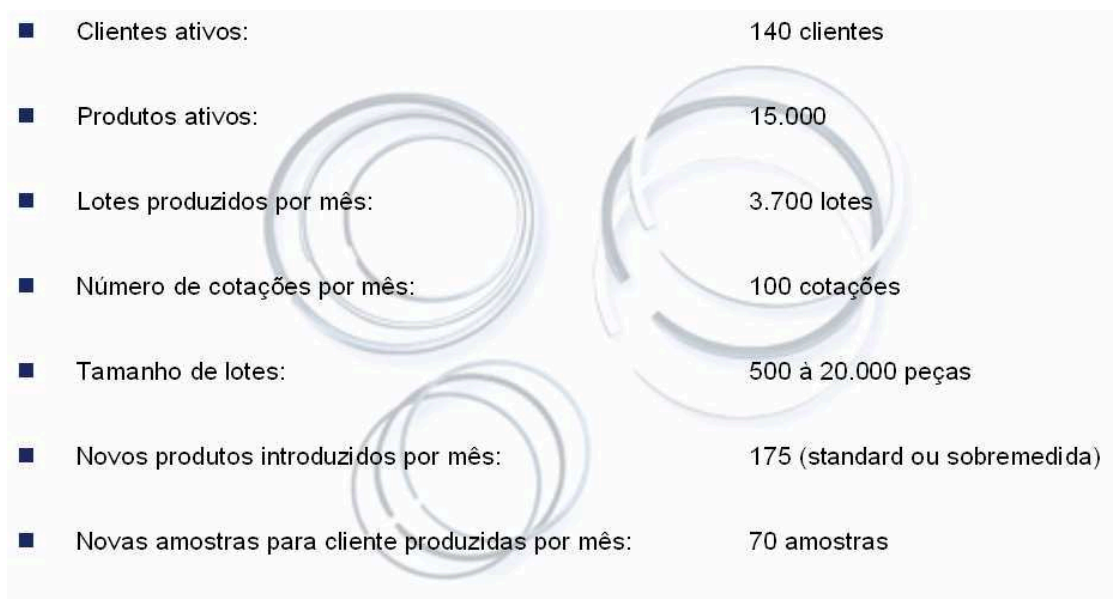 Clientes ativos: 140 clientes
Produtos ativos: 15.000
Lotes produzidos por mês: 3.700 lotes
Número de cotações por mês: 100 cotações
Tamanho de lotes: 500 à 20.000 peças
Novos produtos introduzidos por mês: 175 (standard ou sobremedida)
Novas amostras para cliente produzidas por mês: 70 amostras